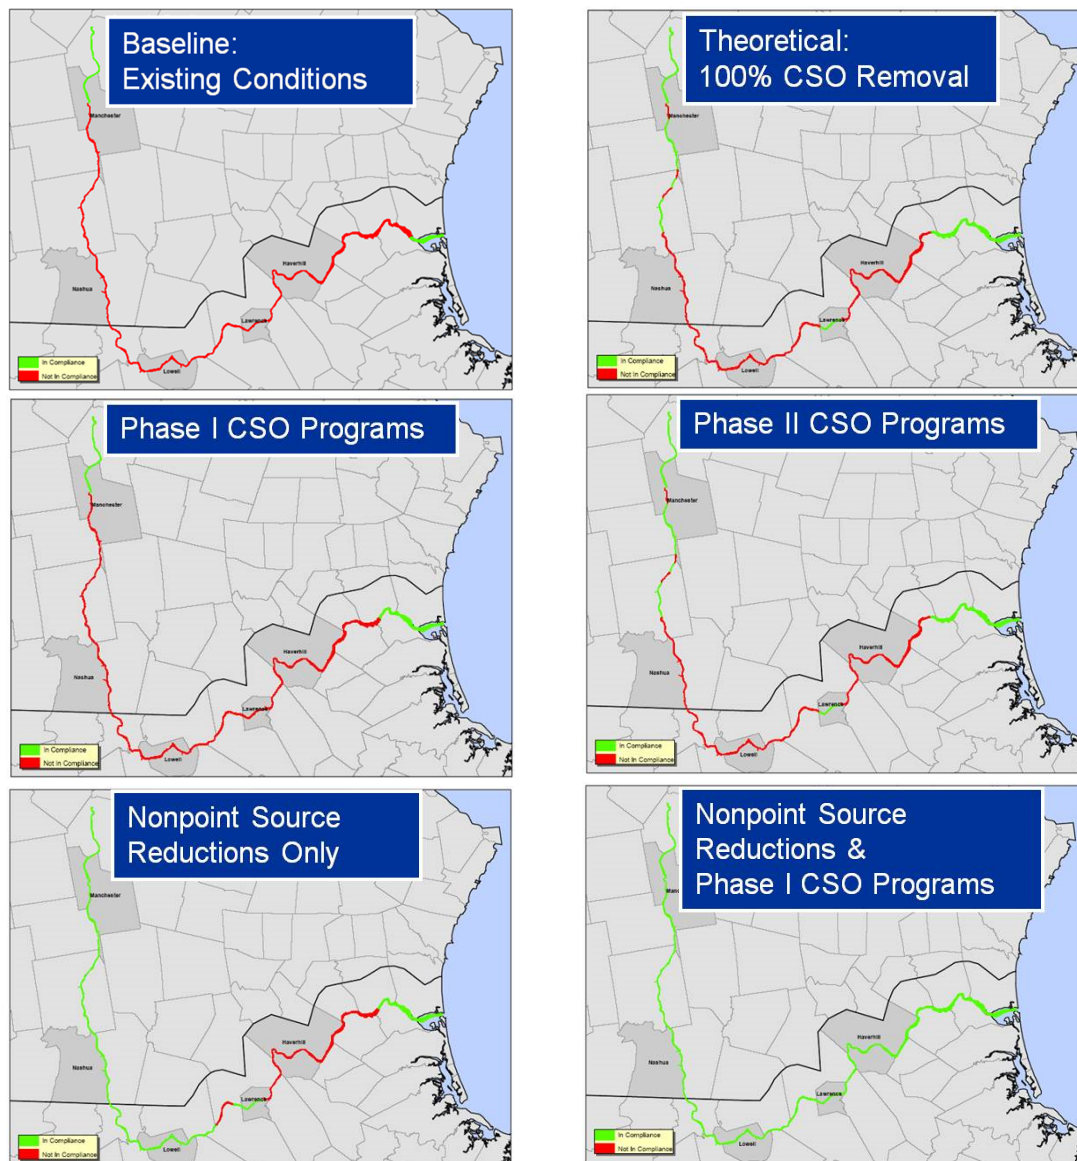 Baseline:
Existing Conditions
Manchester
Nashua
Haverhill
Lawrence
Lowell
In Compliance
Not In Compliance
Theoretical:
100% CSO Removal
Manchester
Nashua
Haverhill
Lawrence
Lowell
In Compliance
Not In Compliance
Phase I CSO Programs
Manchester
Nashua
Haverhill
Lawrence
Lowell
In Compliance
Not In Compliance
Phase II CSO Programs
Manchester
Nashua
Haverhill
Lawrence
Lowell
In Compliance
Not In Compliance
Nonpoint Source
Reductions Only
Manchester
Nashua
Haverhill
Lawrence
Lowell
In Compliance
Not In Compliance
Nonpoint Source
Reductions &
Phase I CSO Programs
Nashua
Haverhill
Lawrence
Lowell
In Compliance
Not In Compliance